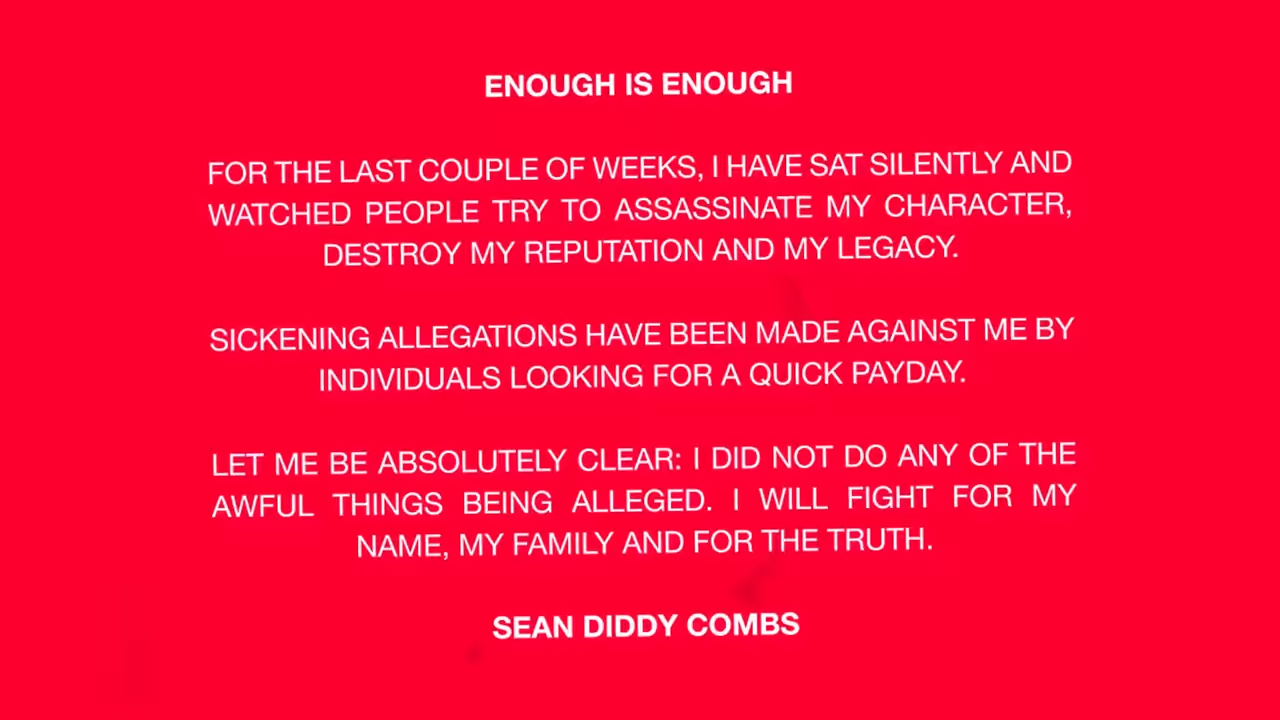 ENOUGH IS ENOUGH
FOR THE LAST COUPLE OF WEEKS, I HAVE SAT SILENTLY AND
WATCHED PEOPLE TRY TO ASSASSINATE MY CHARACTER,
DESTROY MY REPUTATION AND MY LEGACY.
SICKENING ALLEGATIONS HAVE BEEN MADE AGAINST ME BY
INDIVIDUALS LOOKING FOR A QUICK PAYDAY.
LET ME BE ABSOLUTELY CLEAR: I DID NOT DO ANY OF THE
AWFUL THINGS BEING ALLEGED. I WILL FIGHT FOR MY
NAME, MY FAMILY AND FOR THE TRUTH.
SEAN DIDDY COMBS